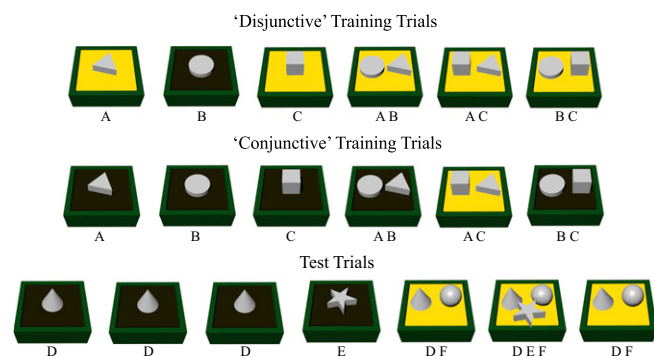 ‘Disjunctive’ Training Trials
A B C A B A C B C
‘Conjunctive’ Training Trials
A B C A B A C B C
Test Trials
D D D E D F D E F D F